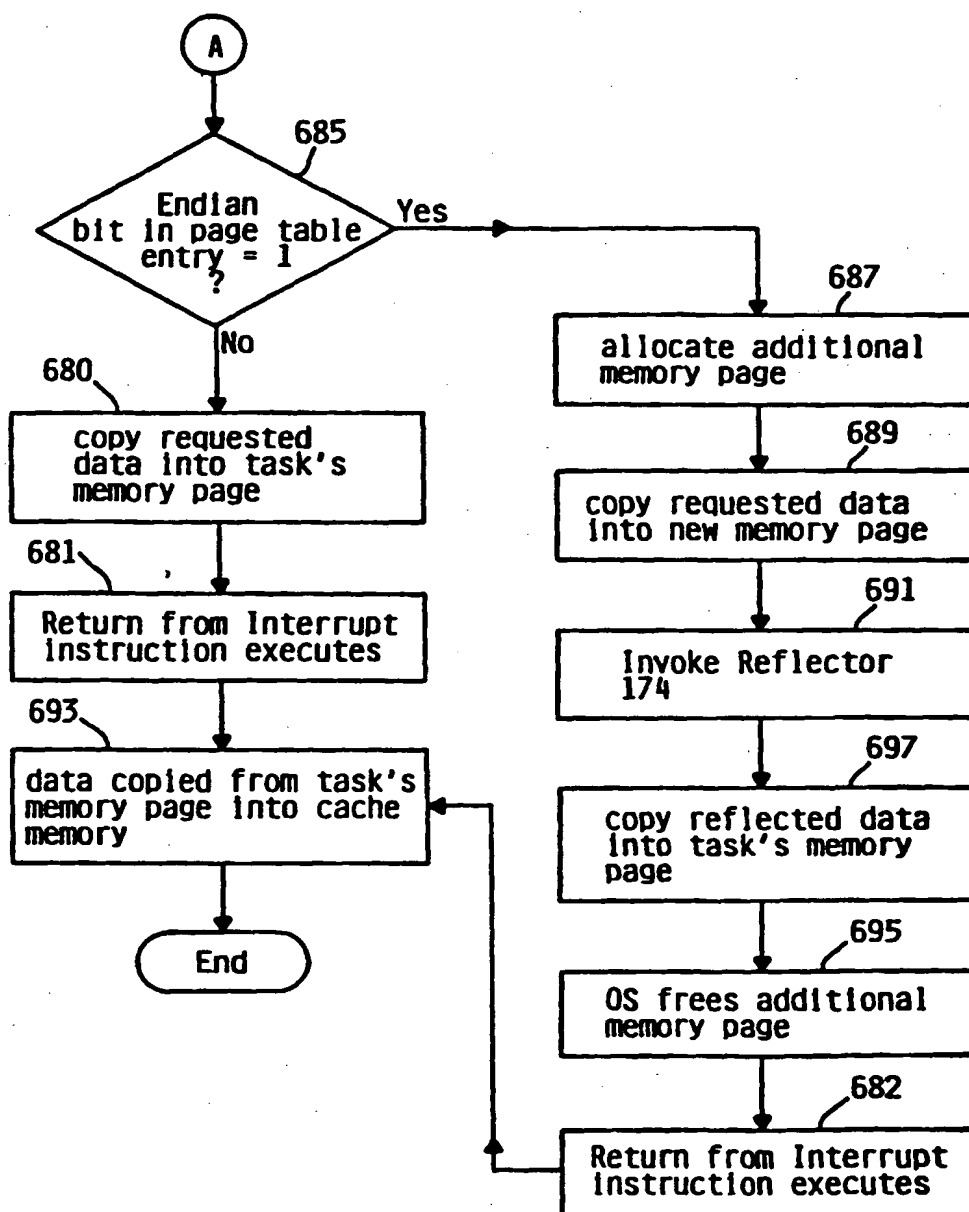 A
685
Endian
bit in page table
entry = 1
?
Yes
No
680
copy requested
data into task's
memory page
681
Return from Interrupt
instruction executes
693
data copied from task's
memory page into cache
memory
End
687
allocate additional
memory page
689
copy requested data
into new memory page
691
Invoke Reflector
174
697
copy reflected data
into task's memory
page
695
OS frees additional
memory page
682
Return from Interrupt
instruction executes